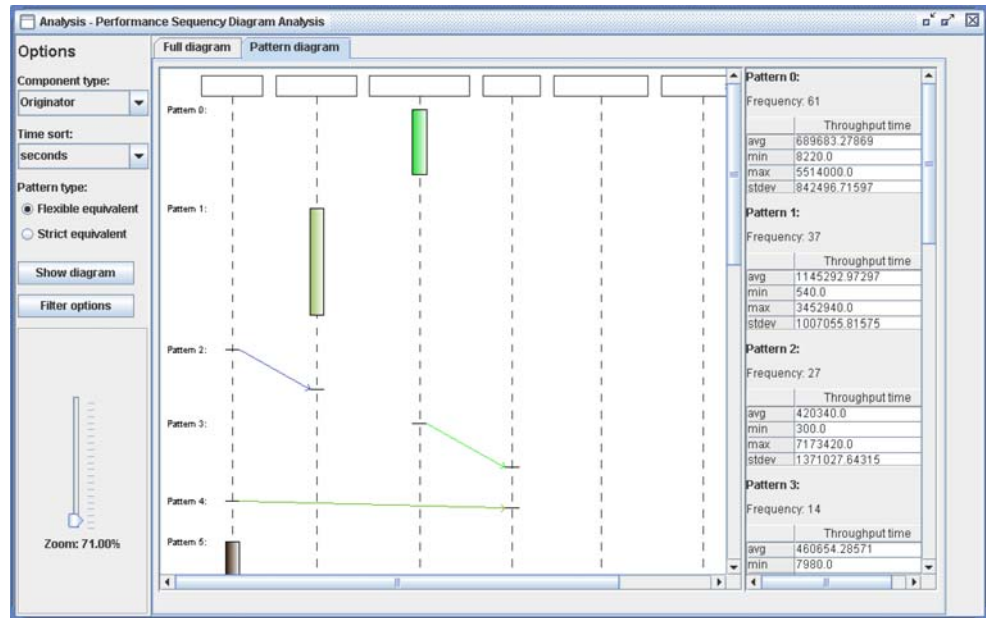 Analysis - Performance Sequency Diagram Analysis
Options
Component type:
Originator
Time sort:
seconds
Pattern type:
Flexible equivalent
Strict equivalent
Show diagram
Filter options
Zoom: 71.00%
Full diagram Pattern diagram
Pattern 0:
Pattern 1:
Pattern 2:
Pattern 3:
Pattern 4:
Pattern 5:
Pattern 0:
Frequency: 61
Throughput time
avg 689683.27869
min 8220.0
max 5514000.0
stdev 842496.71597
Pattern 1:
Frequency: 37
Throughput time
avg 1145292.97297
min 540.0
max 3452940.0
stdev 1007055.81575
Pattern 2:
Frequency: 27
Throughput time
avg 420340.0
min 300.0
max 7173420.0
stdev 1371027.64315
Pattern 3:
Frequency: 14
Throughput time
avg 460654.28571
min 7980.0